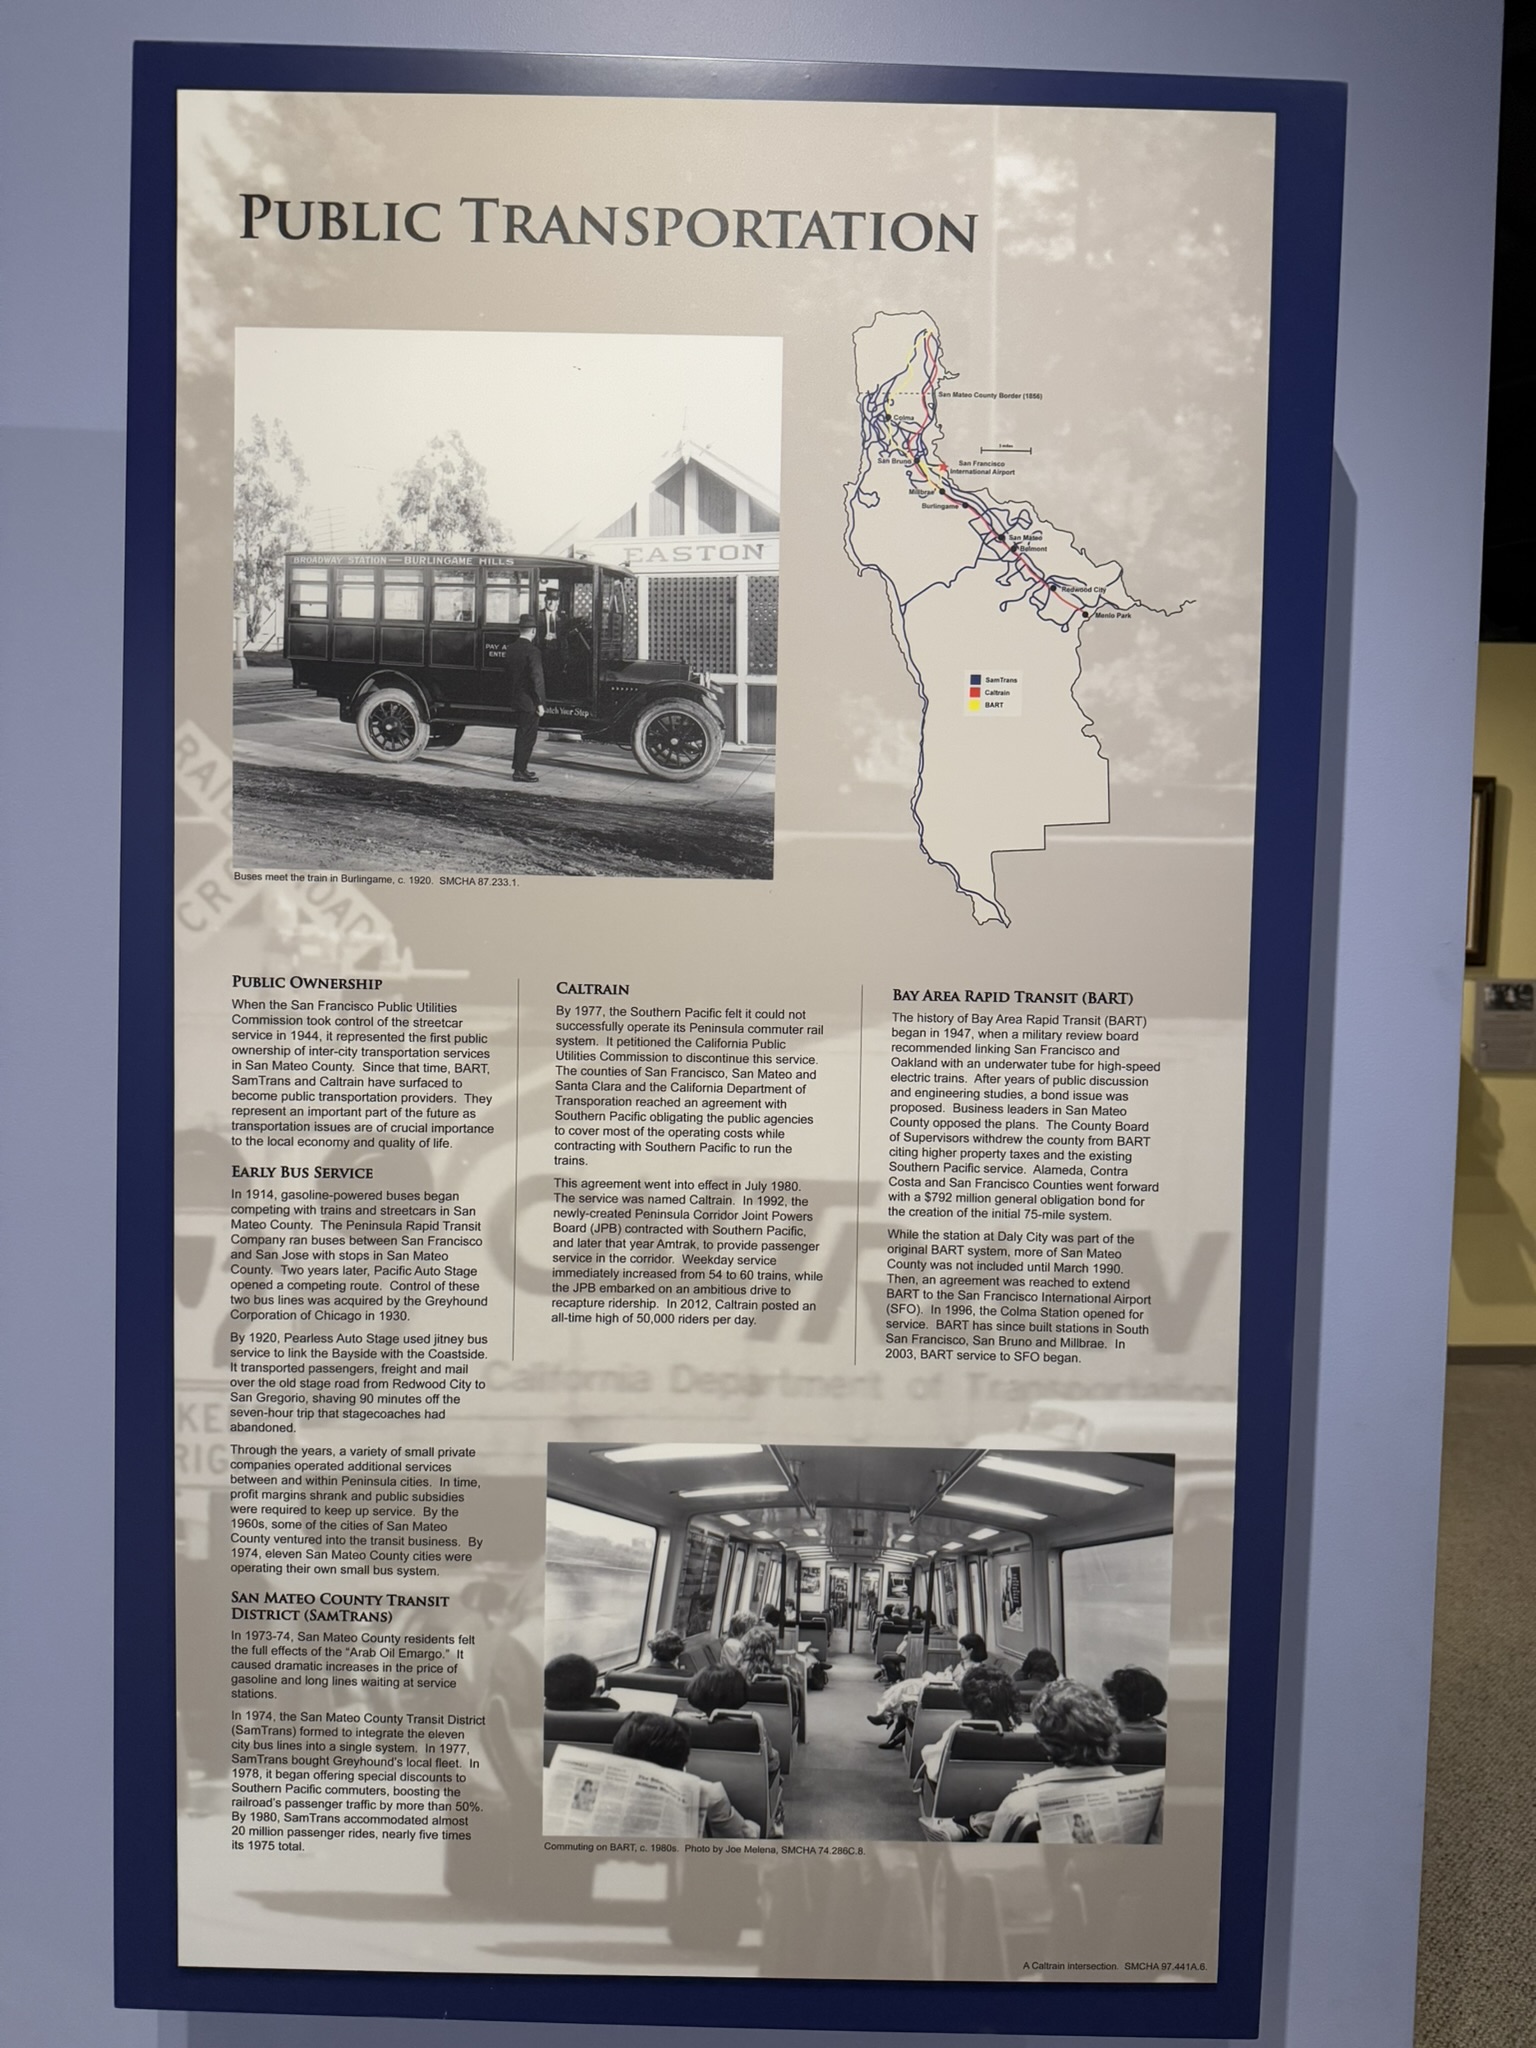 PUBLIC TRANSPORTATION
BROADWAY STATION — BURLINGAME HILLS
EASTON
PAY A
ENTE
atch Your Step
Buses meet the train in Burlingame, c. 1920. SMCHA 87.233.1.
San Mateo County Border (1856)
Colma
3 miles
San Bruno
San Francisco
International Airport
Millbrae
Burlingame
San Mateo
Belmont
Redwood City
Menlo Park
SamTrans
Caltrain
BART
PUBLIC OWNERSHIP
When the San Francisco Public Utilities
Commission took control of the streetcar
service in 1944, it represented the first public
ownership of inter-city transportation services
in San Mateo County. Since that time, BART,
SamTrans and Caltrain have surfaced to
become public transportation providers. They
represent an important part of the future as
transportation issues are of crucial importance
to the local economy and quality of life.
EARLY BUS SERVICE
In 1914, gasoline-powered buses began
competing with trains and streetcars in San
Mateo County. The Peninsula Rapid Transit
Company ran buses between San Francisco
and San Jose with stops in San Mateo
County. Two years later, Pacific Auto Stage
opened a competing route. Control of these
two bus lines was acquired by the Greyhound
Corporation of Chicago in 1930.
By 1920, Pearless Auto Stage used jitney bus
service to link the Bayside with the Coastside.
It transported passengers, freight and mail
over the old stage road from Redwood City to
San Gregorio, shaving 90 minutes off the
seven-hour trip that stagecoaches had
abandoned.
Through the years, a variety of small private
companies operated additional services
between and within Peninsula cities. In time,
profit margins shrank and public subsidies
were required to keep up service. By the
1960s, some of the cities of San Mateo
County ventured into the transit business. By
1974, eleven San Mateo County cities were
operating their own small bus system.
SAN MATEO COUNTY TRANSIT
DISTRICT (SAMTRANS)
In 1973-74, San Mateo County residents felt
the full effects of the "Arab Oil Emargo." It
caused dramatic increases in the price of
gasoline and long lines waiting at service
stations.
In 1974, the San Mateo County Transit District
(SamTrans) formed to integrate the eleven
city bus lines into a single system. In 1977,
SamTrans bought Greyhound's local fleet. In
1978, it began offering special discounts to
Southern Pacific commuters, boosting the
railroad's passenger traffic by more than 50%.
By 1980, SamTrans accommodated almost
20 million passenger rides, nearly five times
its 1975 total.
CALTRAIN
By 1977, the Southern Pacific felt it could not
successfully operate its Peninsula commuter rail
system. It petitioned the California Public
Utilities Commission to discontinue this service.
The counties of San Francisco, San Mateo and
Santa Clara and the California Department of
Transporation reached an agreement with
Southern Pacific obligating the public agencies
to cover most of the operating costs while
contracting with Southern Pacific to run the
trains.
This agreement went into effect in July 1980.
The service was named Caltrain. In 1992, the
newly-created Peninsula Corridor Joint Powers
Board (JPB) contracted with Southern Pacific,
and later that year Amtrak, to provide passenger
service in the corridor. Weekday service
immediately increased from 54 to 60 trains, while
the JPB embarked on an ambitious drive to
recapture ridership. In 2012, Caltrain posted an
all-time high of 50,000 riders per day.
BAY AREA RAPID TRANSIT (BART)
The history of Bay Area Rapid Transit (BART)
began in 1947, when a military review board
recommended linking San Francisco and
Oakland with an underwater tube for high-speed
electric trains. After years of public discussion
and engineering studies, a bond issue was
proposed. Business leaders in San Mateo
County opposed the plans. The County Board
of Supervisors withdrew the county from BART
citing higher property taxes and the existing
Southern Pacific service. Alameda, Contra
Costa and San Francisco Counties went forward
with a $792 million general obligation bond for
the creation of the initial 75-mile system.
While the station at Daly City was part of the
original BART system, more of San Mateo
County was not included until March 1990.
Then, an agreement was reached to extend
BART to the San Francisco International Airport
(SFO). In 1996, the Colma Station opened for
service. BART has since built stations in South
San Francisco, San Bruno and Millbrae. In
2003, BART service to SFO began.
California Department of Transportation
Commuting on BART, c. 1980s. Photo by Joe Melena, SMCHA 74.286C.8.
A Caltrain intersection. SMCHA 97.441A.6.